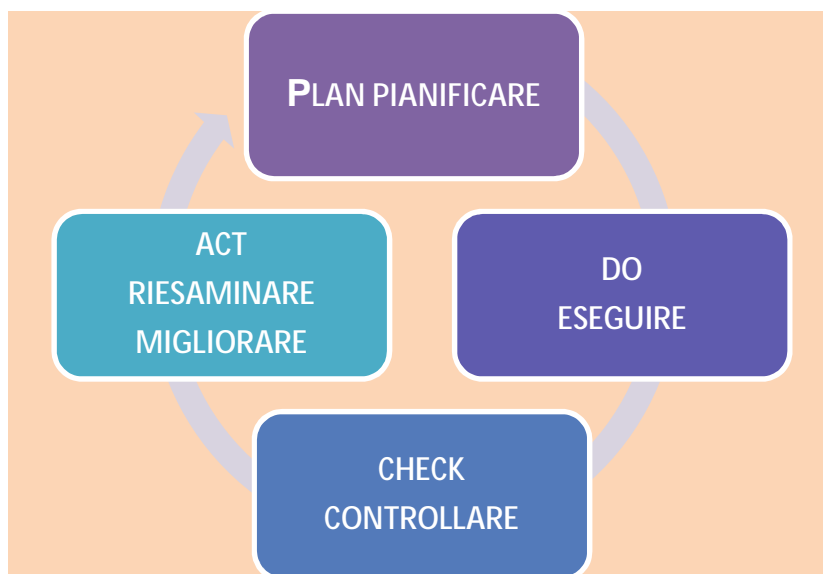 PLAN PIANIFICARE
DO
ESEGUIRE
CHECK
CONTROLLARE
ACT
RIESAMINARE
MIGLIORARE